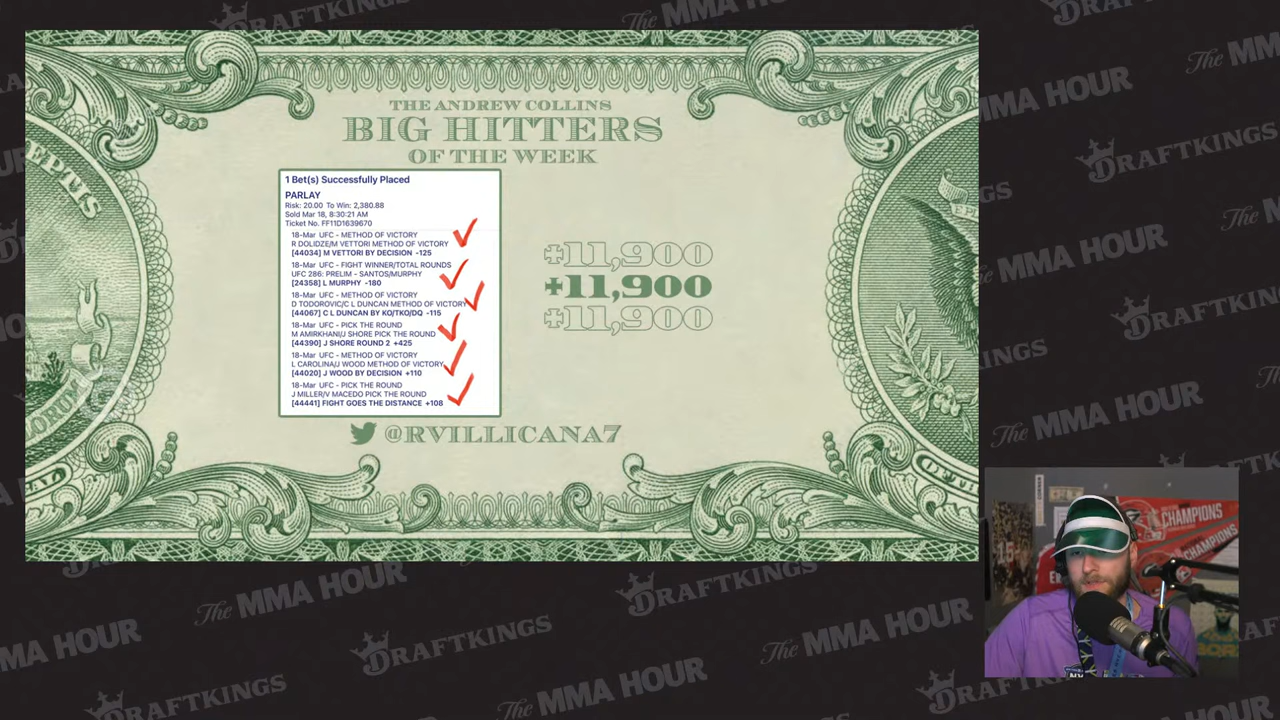 THE ANDREW COLLINS
BIG HITTERS
OF THE WEEK
1 Bet(s) Successfully Placed
PARLAY
Risk: 20.00 To Win: 2,380.88
Sold Mar 18, 8:30:21 AM
Ticket No. FF11D1639670
18-Mar UFC - METHOD OF VICTORY
R DOLIDZE/M VETTORI METHOD OF VICTORY
[44034] M VETTORI BY DECISION -125
18-Mar UFC - FIGHT WINNER/TOTAL ROUNDS
UFC 286: PRELIM - SANTOS/MURPHY
[24358] L MURPHY -180
18-Mar UFC - METHOD OF VICTORY
D TODOROVIC/C L DUNCAN METHOD OF VICTORY
[44067] C L DUNCAN BY KO/TKO/DQ -115
18-Mar UFC - PICK THE ROUND
M AMIRKHANI/J SHORE PICK THE ROUND
[44390] J SHORE ROUND 2 +425
18-Mar UFC - METHOD OF VICTORY
L CAROLINA/J WOOD METHOD OF VICTORY
[44020] J WOOD BY DECISION +110
18-Mar UFC - PICK THE ROUND
J MILLER/V MACEDO PICK THE ROUND
[44441] FIGHT GOES THE DISTANCE +108
+11,900
+11,900
+11,900
@RVILLICANA7
The MMA HOUR
DRAFTKINGS
CHAMPIONS
CHAMPIONS
15